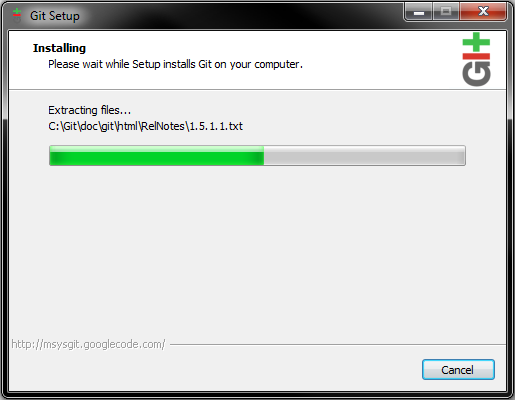 Git Setup
Installing
Please wait while Setup installs Git on your computer.
Git
Extracting files...
C:\Git\doc\git\html\RelNotes\1.5.1.1.txt
http://msysgit.googlecode.com/
Cancel